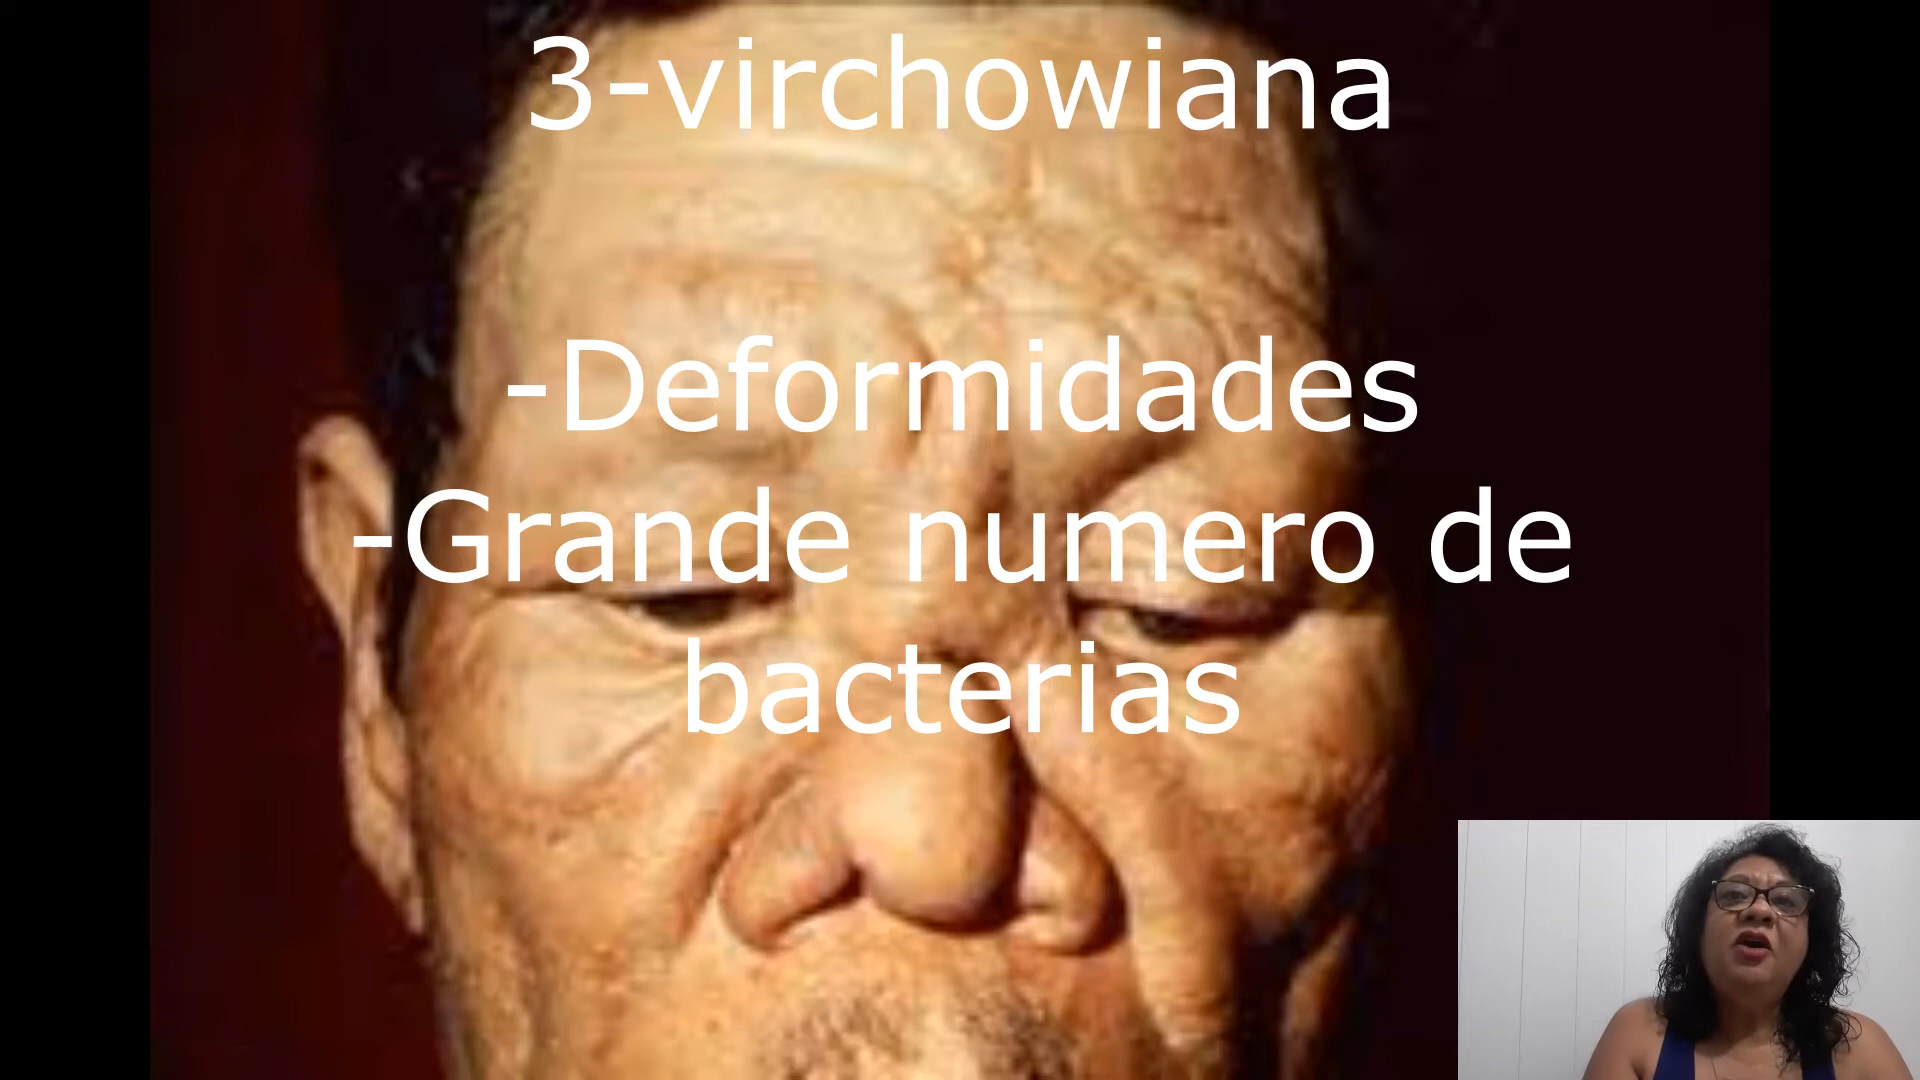 3-virchowiana
-Deformidades
-Grande numero de
bacterias